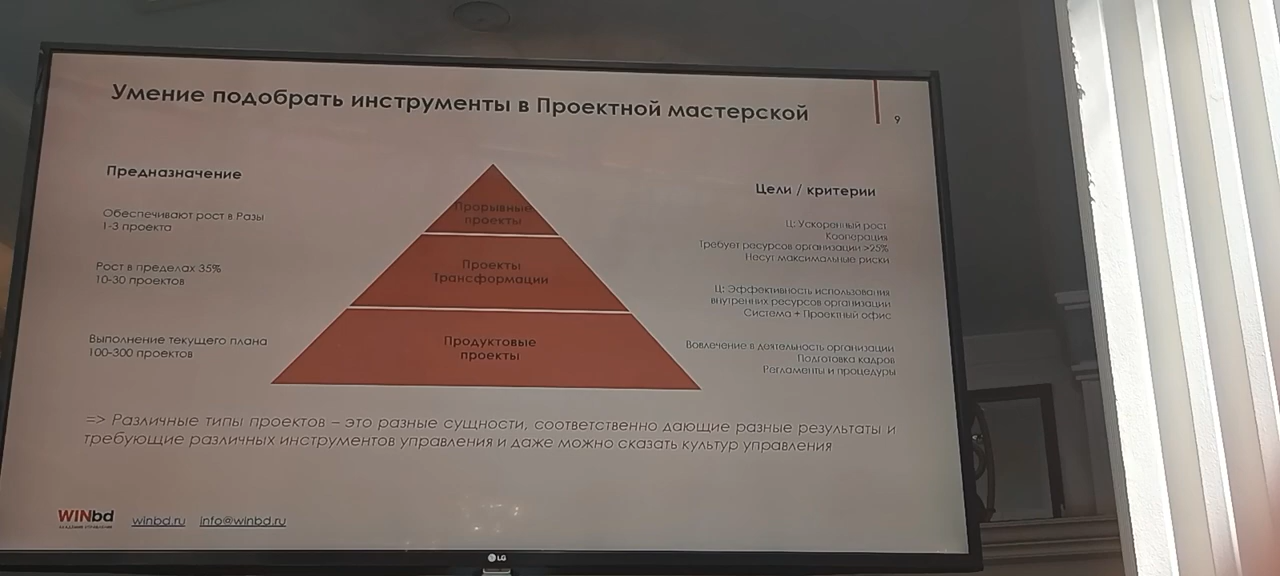 Умение подобрать инструменты в Проектной мастерской
9
Предназначение
Обеспечивают рост в Разы
1-3 проекта
Рост в пределах 35%
10-30 проектов
Выполнение текущего плана
100-300 проектов
Прорывные
проекты
Проекты
Трансформации
Продуктовые
проекты
Цели / критерии
Ц: Ускоренный рост
Кооперация
Требует ресурсов организации >25%
Несут максимальные риски
Ц: Эффективность использования
внутренних ресурсов организации
Система + Проектный офис
Вовлечение в деятельность организации
Подготовка кадров
Регламенты и процедуры
=> Различные типы проектов – это разные сущности, соответственно дающие разные результаты и
требующие различных инструментов управления и даже можно сказать культур управления
WINbd
winbd.ru info@winbd.ru
LG